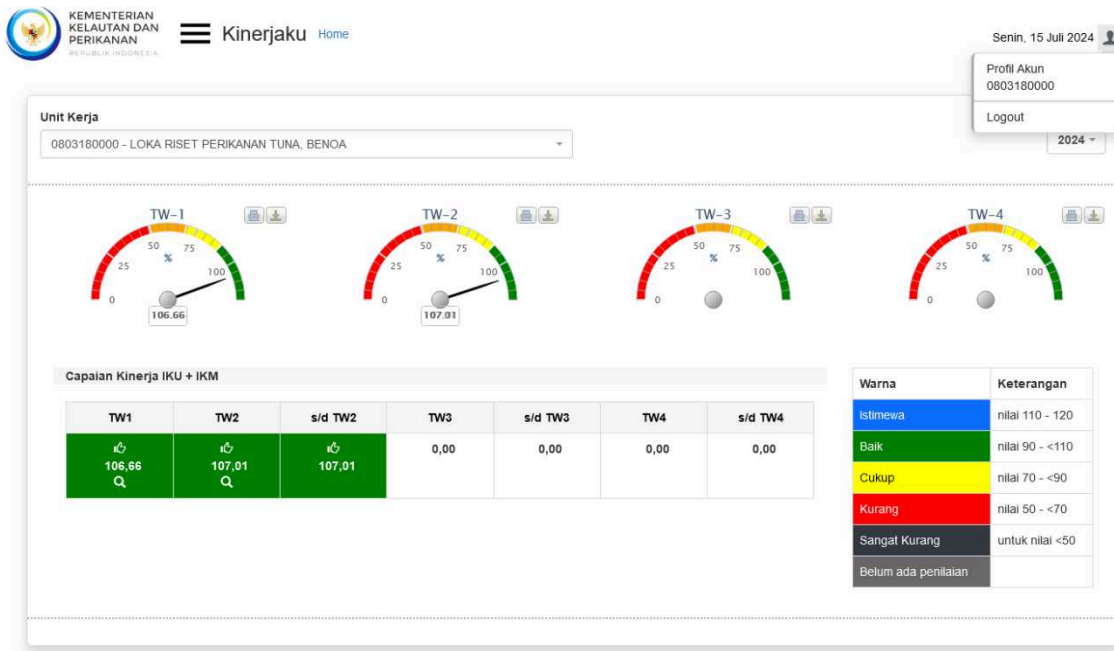 KEMENTERIAN
KELAUTAN DAN
PERIKANAN
REPUBLIK INDONESIA
Kinerjaku Home
Senin, 15 Juli 2024
Profil Akun
0803180000
Logout
Unit Kerja
0803180000 - LOKA RISET PERIKANAN TUNA, BENOA
2024
TW-1
0 25 50 75 100
%
106.66
TW-2
0 25 50 75 100
%
107.01
TW-3
0 25 50 75 100
%
TW-4
0 25 50 75 100
%
Capaian Kinerja IKU + IKM
TW1 TW2 s/d TW2 TW3 s/d TW3 TW4 s/d TW4
106,66 107,01 107,01 0,00 0,00 0,00 0,00
Warna Keterangan
Istimewa nilai 110 - 120
Baik nilai 90 - <110
Cukup nilai 70 - <90
Kurang nilai 50 - <70
Sangat Kurang untuk nilai <50
Belum ada penilaian